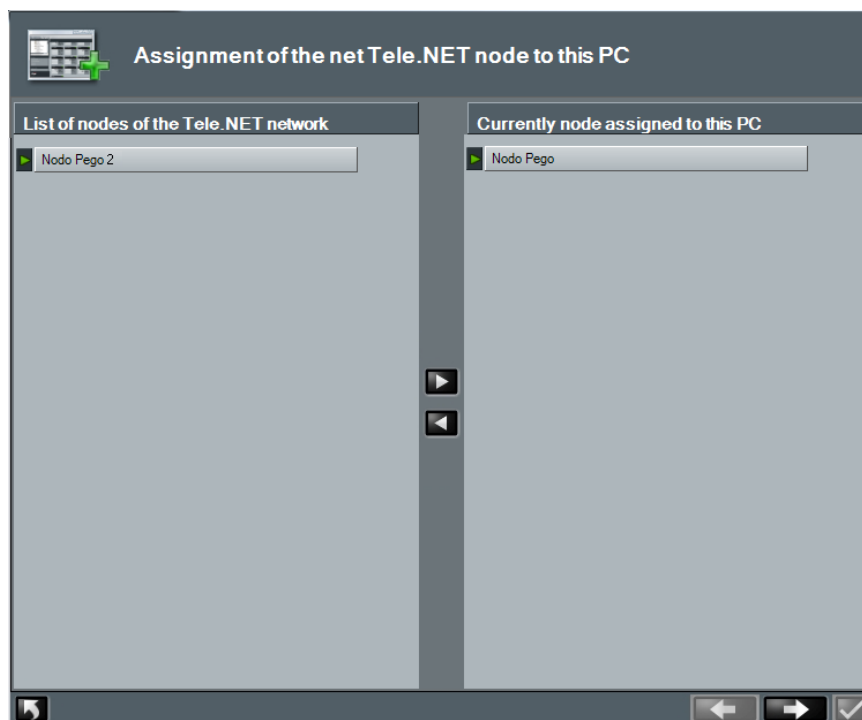 Assignment of the net Tele.NET node to this PC
List of nodes of the Tele.NET network
Currently node assigned to this PC
Nodo Pego 2
Nodo Pego